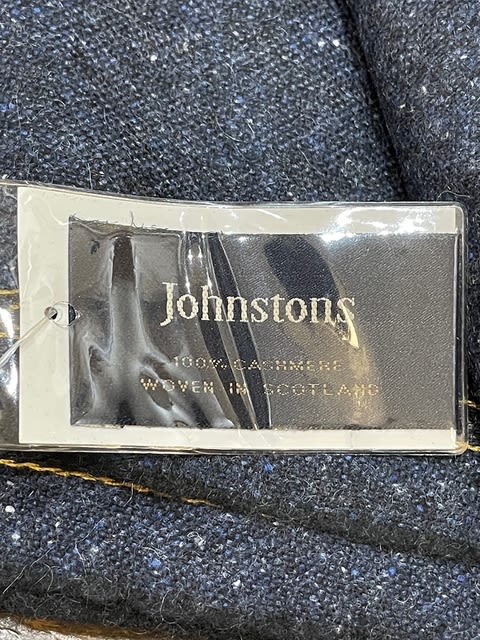 Johnstons
100% CASHMERE
WOVEN IN SCOTLAND